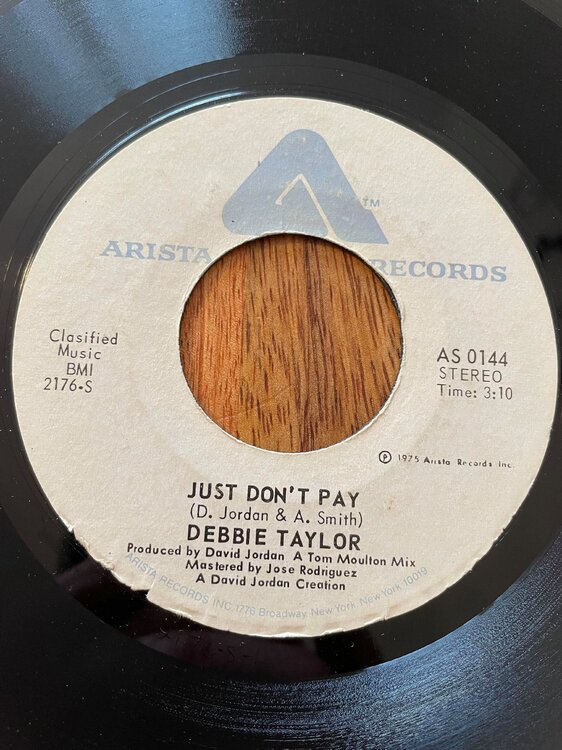 TM
ARISTA RECORDS
Clasified
Music
BMI
2176-S
AS 0144
STEREO
Time: 3:10
℗ 1975 Arista Records Inc.
JUST DON'T PAY
(D. Jordan & A. Smith)
DEBBIE TAYLOR
Produced by David Jordan A Tom Moulton Mix
Mastered by Jose Rodriguez
A David Jordan Creation
ARISTA RECORDS INC. 1776 Broadway, New York, New York 10019